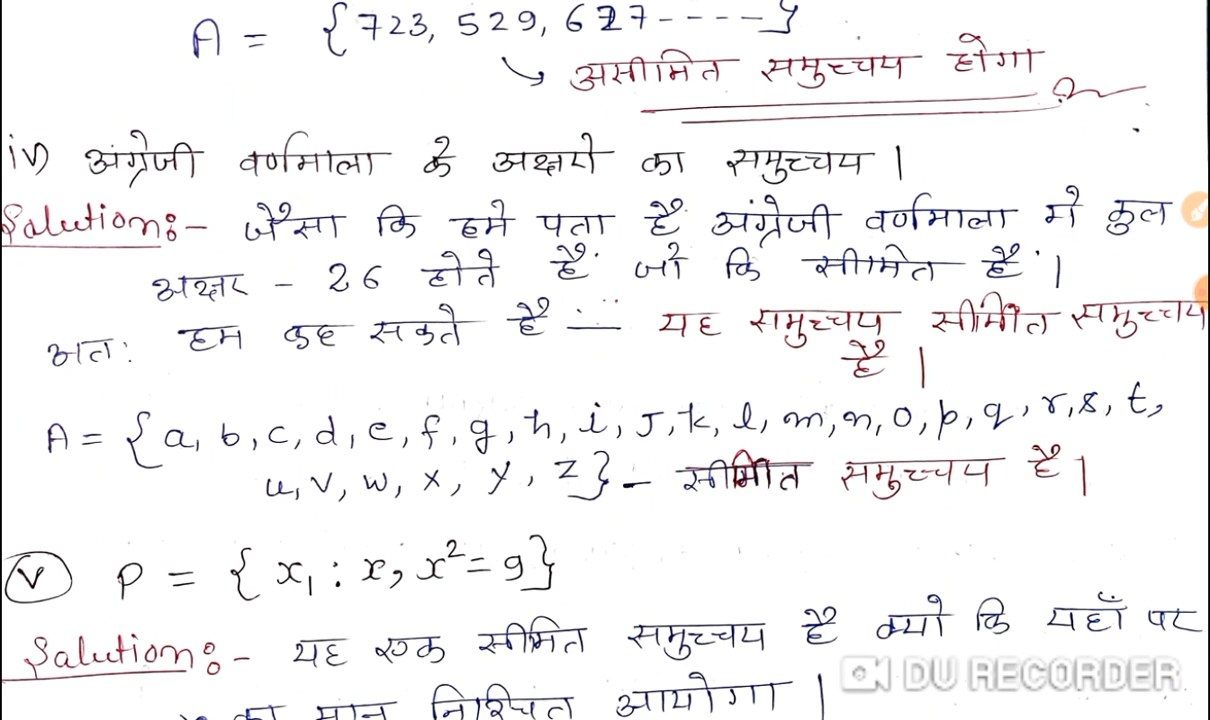 A = {723, 529, 627 - - - - }
↳ असीमित समुच्चय होगा
iv) अंग्रेजी वर्णमाला के अक्षरो का समुच्चय |
Solution:- जैसा कि हमे पता है अंग्रेजी वर्णमाला मे कुल
अक्षर - 26 होते है जो कि सीमित है |
अतः हम कह सकते है :- यह समुच्चय सीमित समुच्चय
है |
A = {a, b, c, d, e, f, g, h, i, J, k, l, m, n, o, p, q, r, s, t,
u, v, w, x, y, z} - सीमित समुच्चय है |
V P = { x₁ : x, x² = 9}
Solution:- यह एक सीमित समुच्चय है क्यो कि यहाँ पर
का मान निश्चित आयेगा |
DU RECORDER